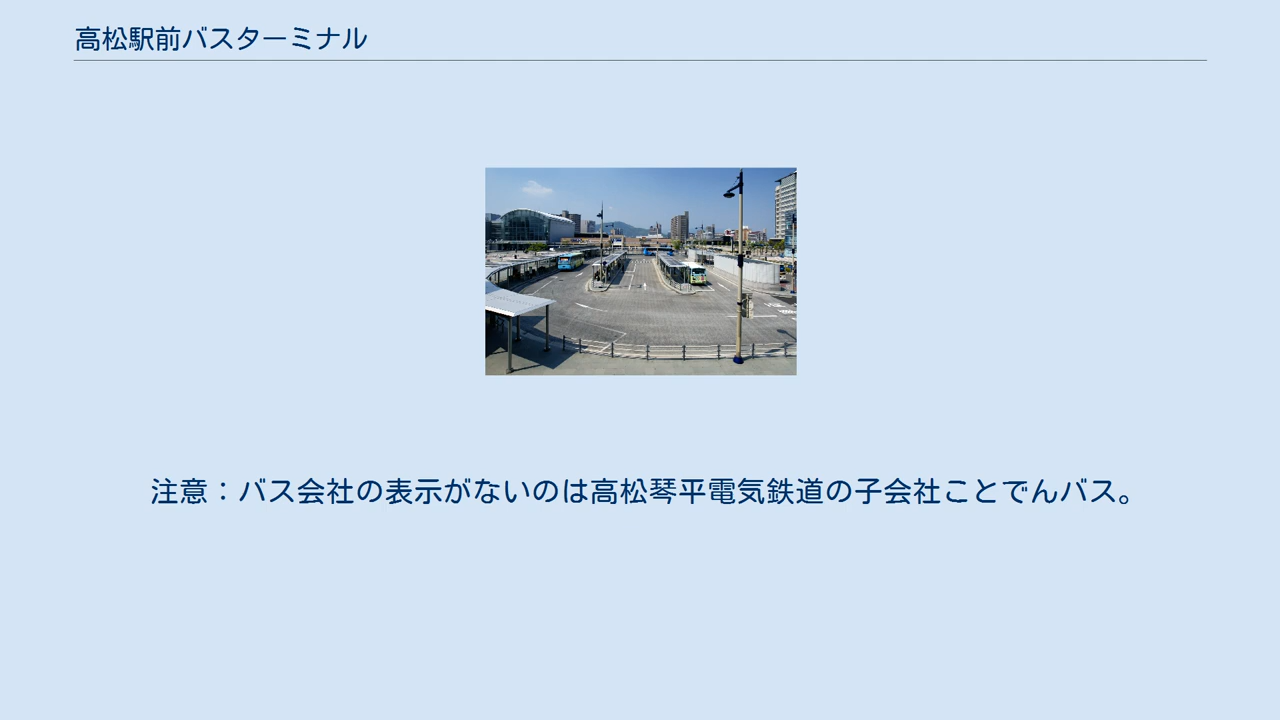 高松駅前バスターミナル
注意：バス会社の表示がないのは高松琴平電気鉄道の子会社ことでんバス。